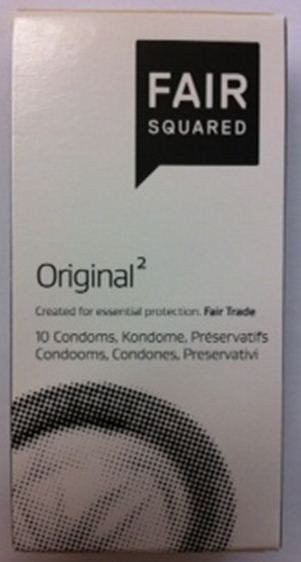 FAIR
SQUARED
Original²
Created for essential protection. Fair Trade
10 Condoms, Kondome, Préservatifs
Condooms, Condones, Preservativi